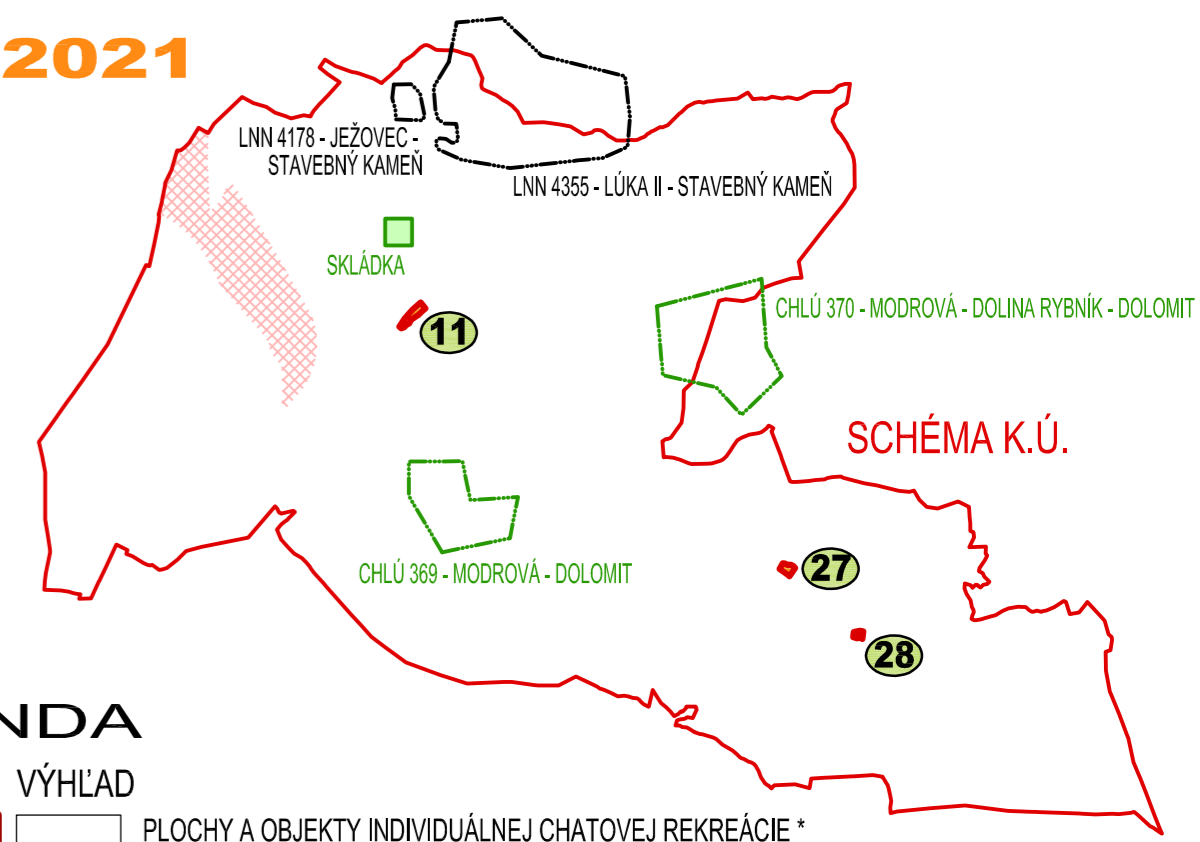 2021
LNN 4178 - JEŽOVEC -
STAVEBNÝ KAMEŇ
LNN 4355 - LÚKA II - STAVEBNÝ KAMEŇ
SKLÁDKA
11
CHLÚ 370 - MODROVÁ - DOLINA RYBNÍK - DOLOMIT
SCHÉMA K.Ú.
CHLÚ 369 - MODROVÁ - DOLOMIT
27
28
NDA
VÝHĽAD
PLOCHY A OBJEKTY INDIVIDUÁLNEJ CHATOVEJ REKREÁCIE *